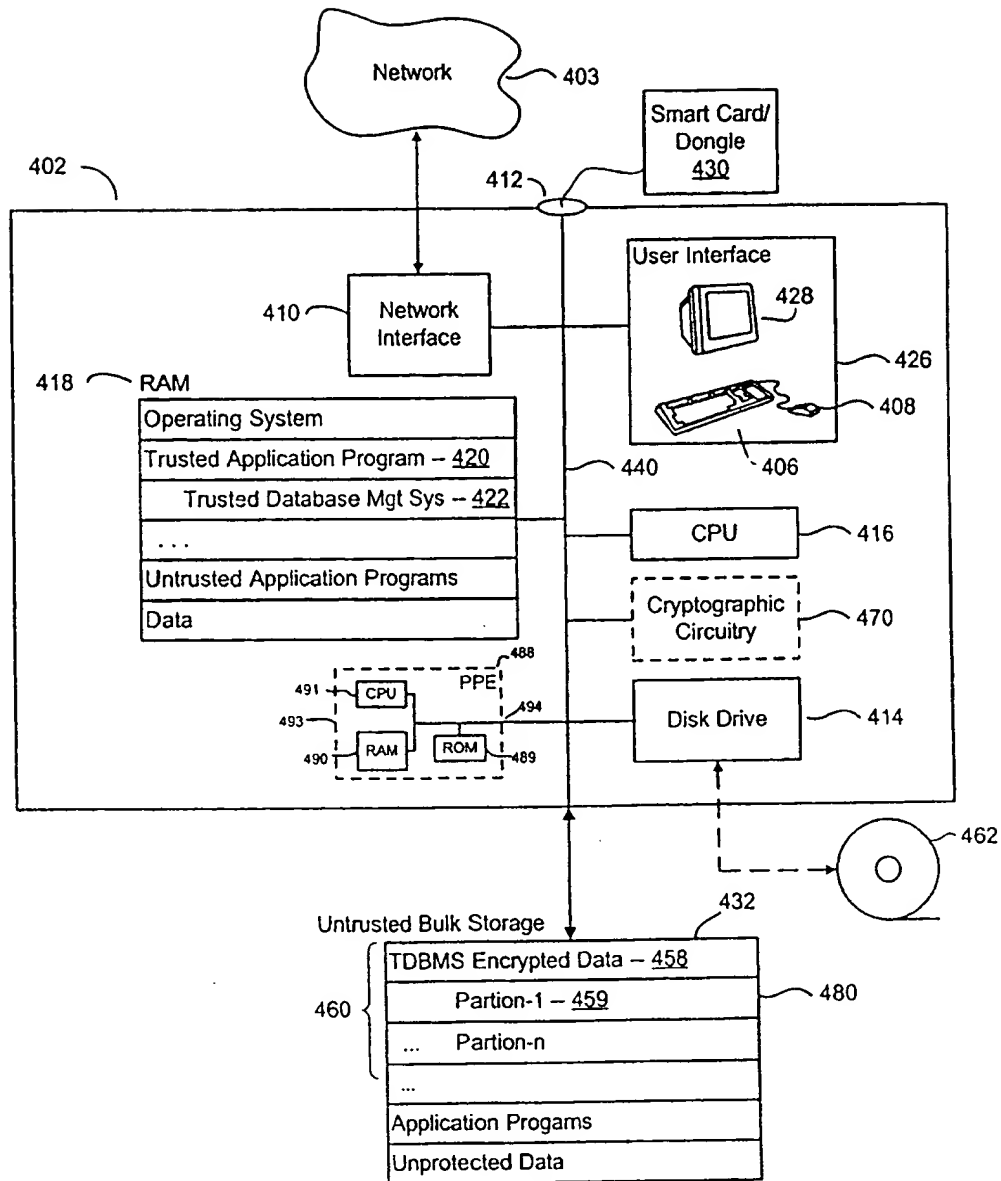 Network
403
Smart Card/
Dongle
430
402
412
User Interface
428
410
Network
Interface
426
418
RAM
408
Operating System
Trusted Application Program – 420
440
406
Trusted Database Mgt Sys – 422
. . .
CPU
416
Untrusted Application Programs
Data
Cryptographic
Circuitry
470
488
PPE
491
CPU
493
494
Disk Drive
414
490
RAM
ROM
489
462
Untrusted Bulk Storage
432
TDBMS Encrypted Data – 458
460
Partion-1 – 459
480
... Partion-n
...
Application Progams
Unprotected Data